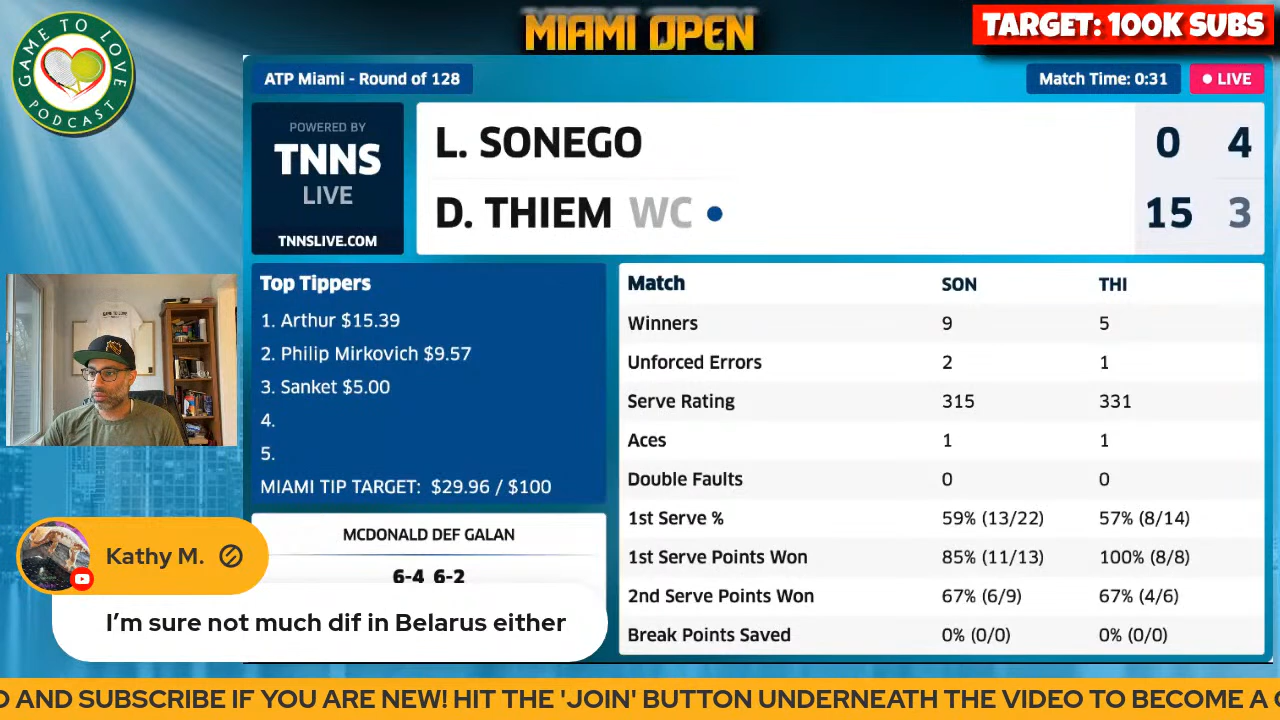 GAME TO LOVE
PODCAST
MIAMI OPEN
TARGET: 100K SUBS
ATP Miami - Round of 128
Match Time: 0:31
LIVE
POWERED BY
TNNS
LIVE
TNNSLIVE.COM
L. SONEGO 0 4
D. THIEM WC 15 3
Top Tippers
1. Arthur $15.39
2. Philip Mirkovich $9.57
3. Sanket $5.00
4.
5.
MIAMI TIP TARGET: $29.96 / $100
MCDONALD DEF GALAN
6-4 6-2
Match SON THI
Winners 9 5
Unforced Errors 2 1
Serve Rating 315 331
Aces 1 1
Double Faults 0 0
1st Serve % 59% (13/22) 57% (8/14)
1st Serve Points Won 85% (11/13) 100% (8/8)
2nd Serve Points Won 67% (6/9) 67% (4/6)
Break Points Saved 0% (0/0) 0% (0/0)
Kathy M.
I'm sure not much dif in Belarus either
AND SUBSCRIBE IF YOU ARE NEW! HIT THE 'JOIN' BUTTON UNDERNEATH THE VIDEO TO BECOME A